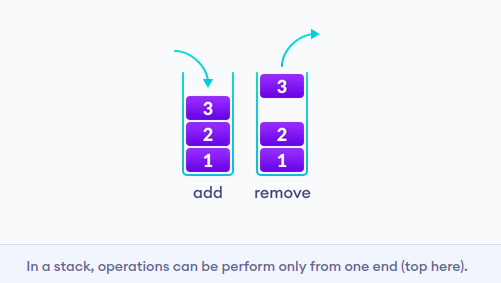 3
3
2
2
1
1
add
remove
In a stack, operations can be perform only from one end (top here).